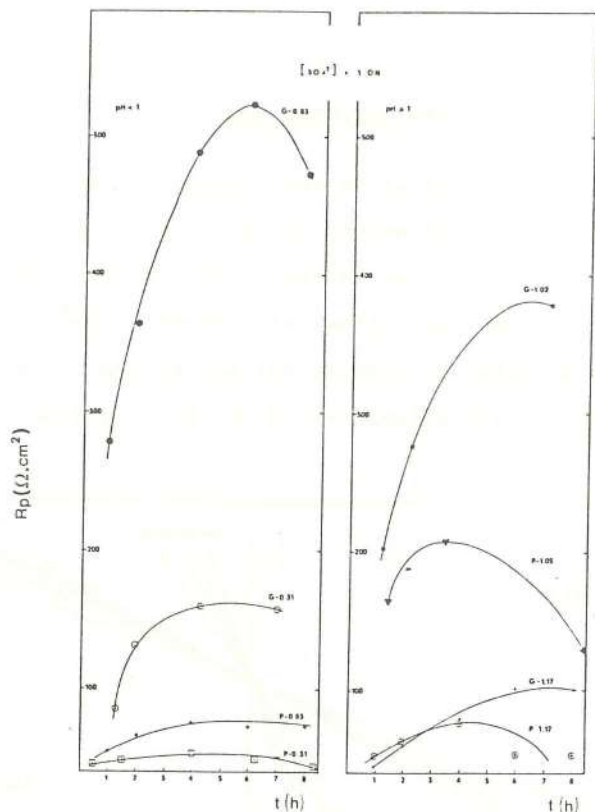 [SO₄²⁻] = 1.0N
pH < 1
G-0.93
500
400
300
200
100
G-0.31
P-0.93
P-0.31
1 2 3 4 5 6 7 8
t(h)
Rp(Ω.cm²)
pH ≥ 1
500
400
G-1.02
300
200
P-1.05
100
G-1.17
P 1.17
1 2 3 4 5 6 7 8
t(h)